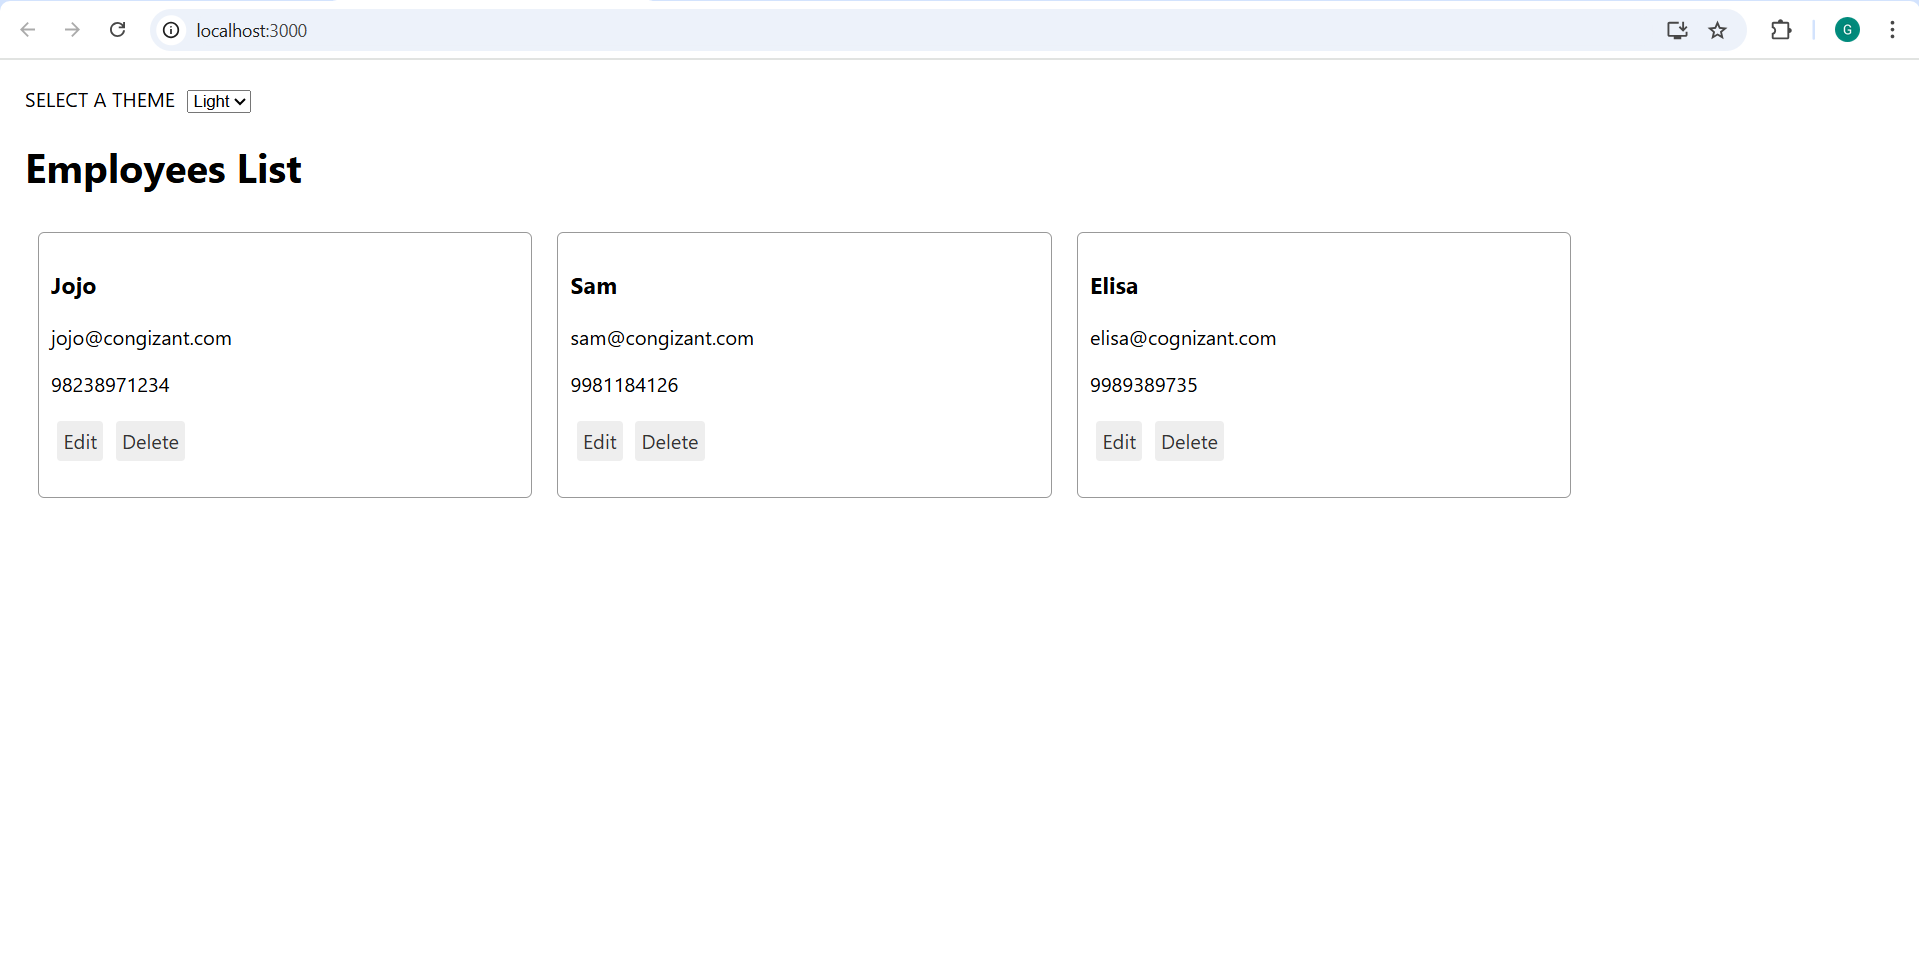 localhost:3000
G
SELECT A THEME Light
Employees List
Jojo
jojo@congizant.com
98238971234
Edit Delete
Sam
sam@congizant.com
9981184126
Edit Delete
Elisa
elisa@cognizant.com
9989389735
Edit Delete